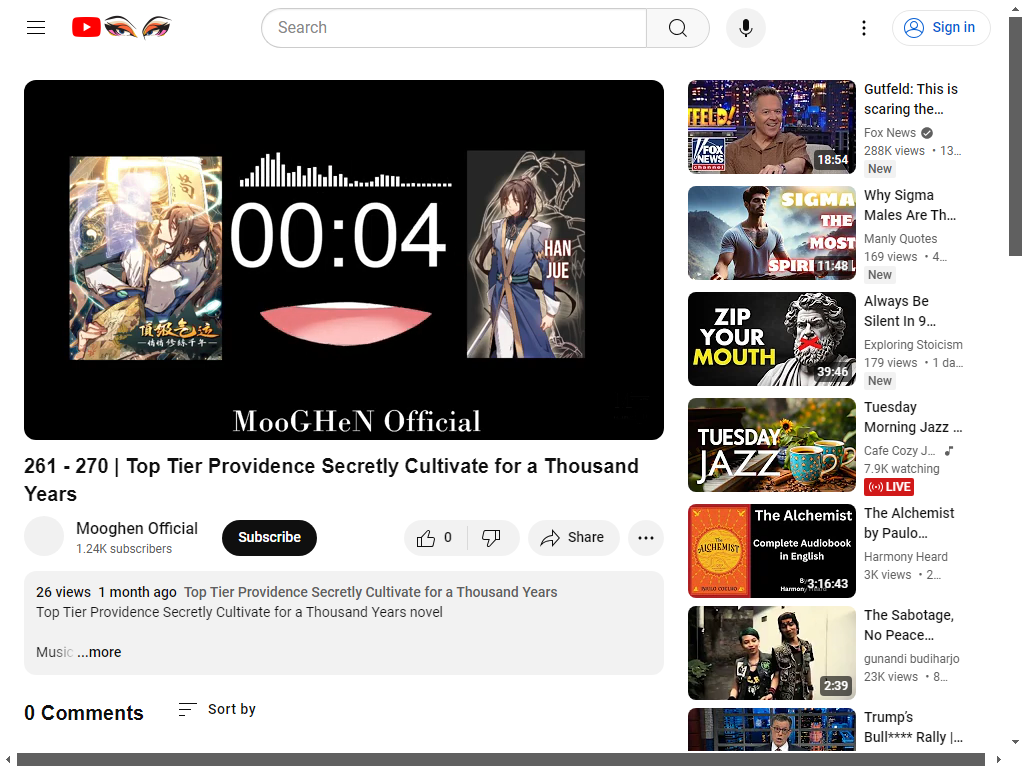 Search
Sign in
00:04
頂级气运
悄悄修练千年
HAN
JUE
MooGHeN Official
261 - 270 | Top Tier Providence Secretly Cultivate for a Thousand
Years
Mooghen Official
1.24K subscribers
Subscribe
0
Share
26 views 1 month ago Top Tier Providence Secretly Cultivate for a Thousand Years
Top Tier Providence Secretly Cultivate for a Thousand Years novel
Music ...more
0 Comments
Sort by
FOX
NEWS
channel
18:54
Gutfeld: This is
scaring the…
Fox News
288K views • 13…
New
SIGMA
THE
MOST
11:48
Why Sigma
Males Are Th…
Manly Quotes
169 views • 4…
New
ZIP
YOUR
MOUTH
39:46
Always Be
Silent In 9…
Exploring Stoicism
179 views • 1 da…
New
TUESDAY
JAZZ
Tuesday
Morning Jazz …
Cafe Cozy J…
7.9K watching
LIVE
The
ALCHEMIST
PAULO COELHO
The Alchemist
Complete Audiobook
in English
3:16:43
The Alchemist
by Paulo…
Harmony Heard
3K views • 2…
2:39
The Sabotage,
No Peace…
gunandi budiharjo
23K views • 8…
Trump's
Bull**** Rally |…